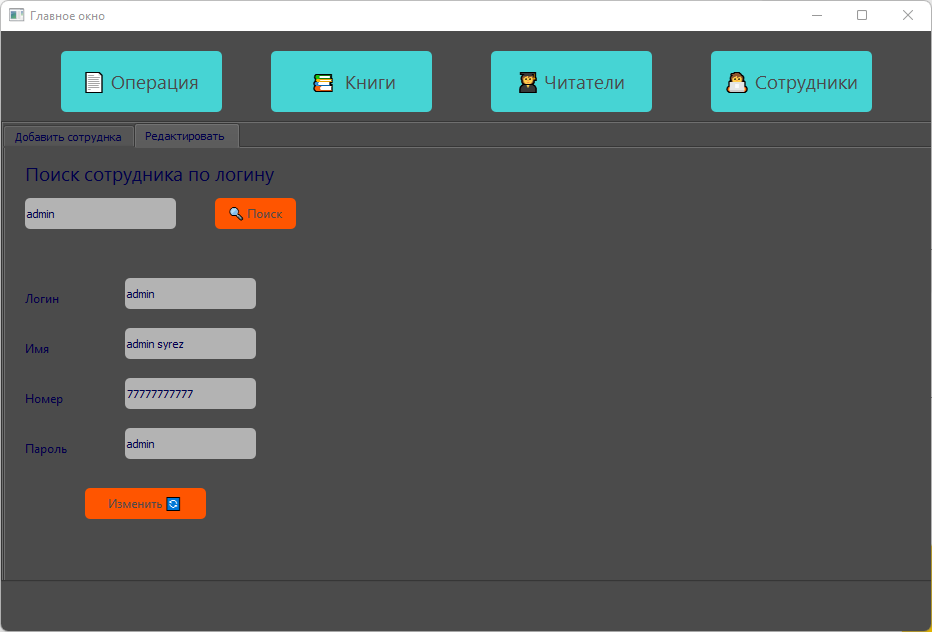 Главное окно
Операция
Книги
Читатели
Сотрудники
Добавить сотруднка
Редактировать
Поиск сотрудника по логину
admin
Поиск
Логин
admin
Имя
admin syrez
Номер
77777777777
Пароль
admin
Изменить